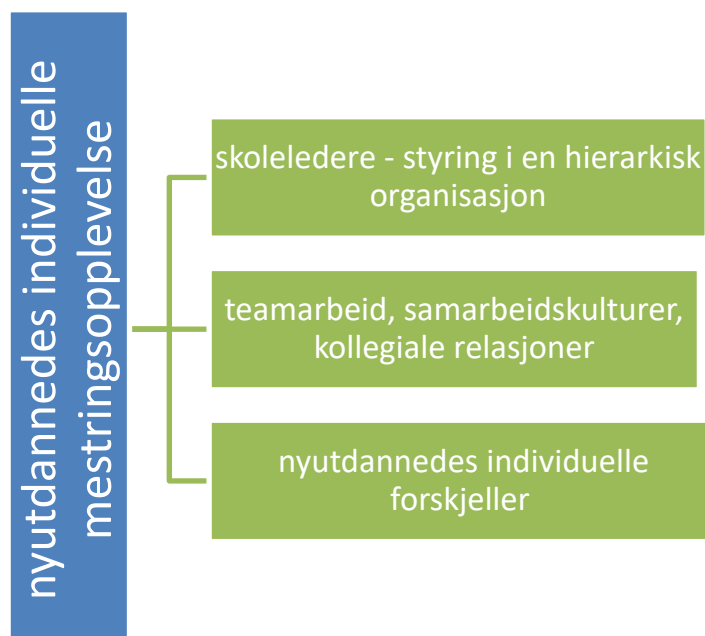 nyutdannedes individuelle
mestringsopplevelse
skoleledere - styring i en hierarkisk
organisasjon
teamarbeid, samarbeidskulturer,
kollegiale relasjoner
nyutdannedes individuelle
forskjeller